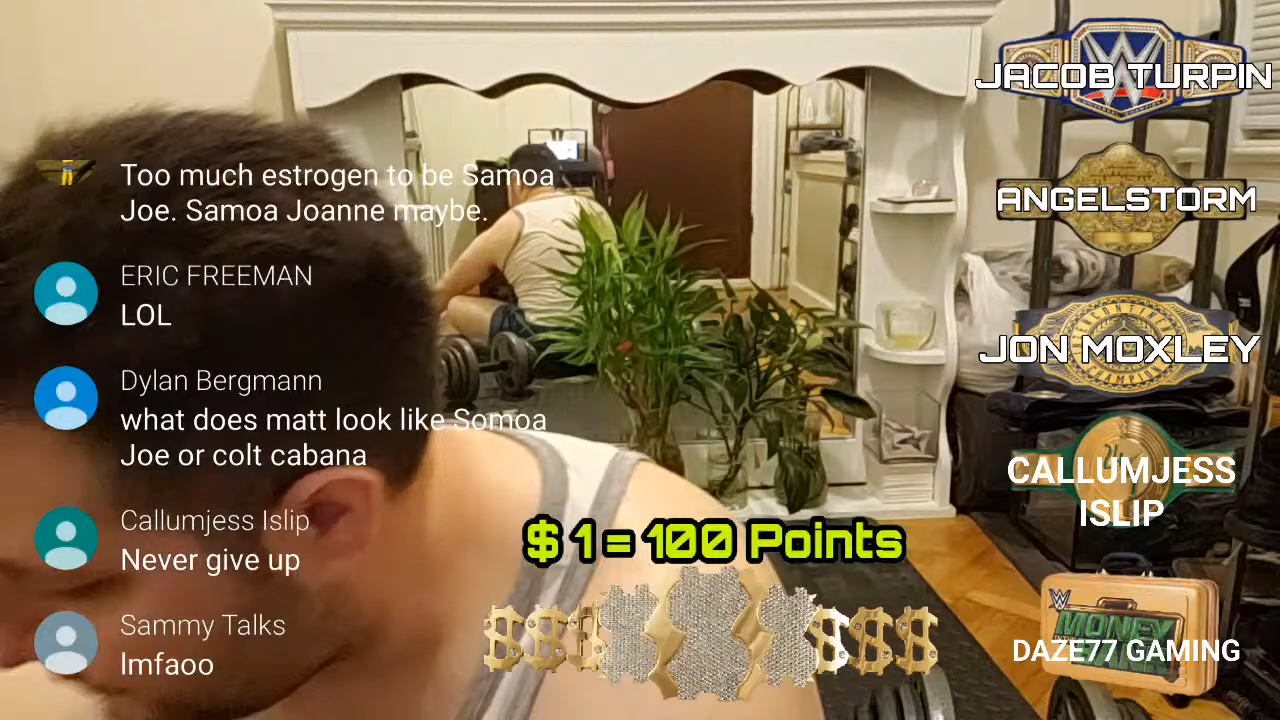 Too much estrogen to be Samoa
Joe. Samoa Joanne maybe.
ERIC FREEMAN
LOL
Dylan Bergmann
what does matt look like Somoa
Joe or colt cabana
Callumjess Islip
Never give up
Sammy Talks
lmfaoo
$ 1 = 100 Points
JACOB TURPIN
ANGELSTORM
JON MOXLEY
CALLUMJESS
ISLIP
MONEY
DAZE77 GAMING